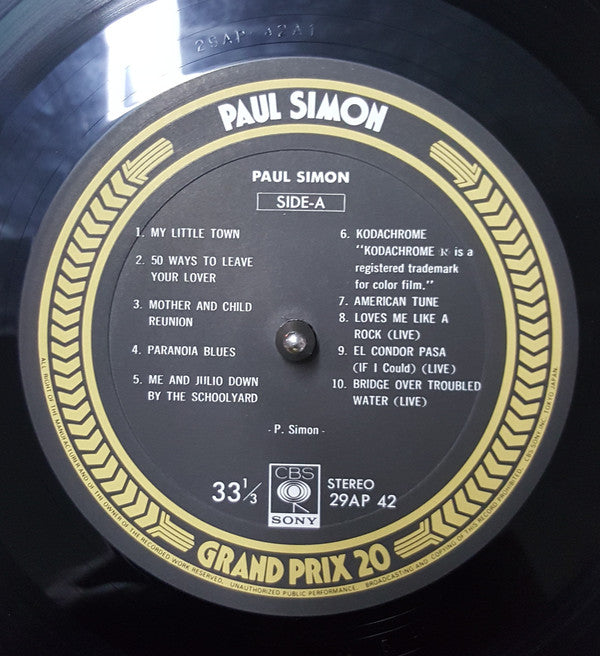 29AP 42A1
PAUL SIMON
PAUL SIMON
SIDE-A
1. MY LITTLE TOWN
2. 50 WAYS TO LEAVE
YOUR LOVER
3. MOTHER AND CHILD
REUNION
4. PARANOIA BLUES
5. ME AND JULIO DOWN
BY THE SCHOOLYARD
6. KODACHROME
"KODACHROME R is a
registered trademark
for color film."
7. AMERICAN TUNE
8. LOVES ME LIKE A
ROCK (LIVE)
9. EL CONDOR PASA
(IF I Could) (LIVE)
10. BRIDGE OVER TROUBLED
WATER (LIVE)
- P. Simon -
33⅓
CBS
SONY
STEREO
29AP 42
GRAND PRIX 20
ALL RIGHT OF THE MANUFACTURER AND OF THE OWNER OF THE RECORDED WORK RESERVED. UNAUTHORIZED PUBLIC PERFORMANCE. BROADCASTING AND COPYING OF THIS RECORD PROHIBITED. CBS/SONY INC. TOKYO JAPAN.